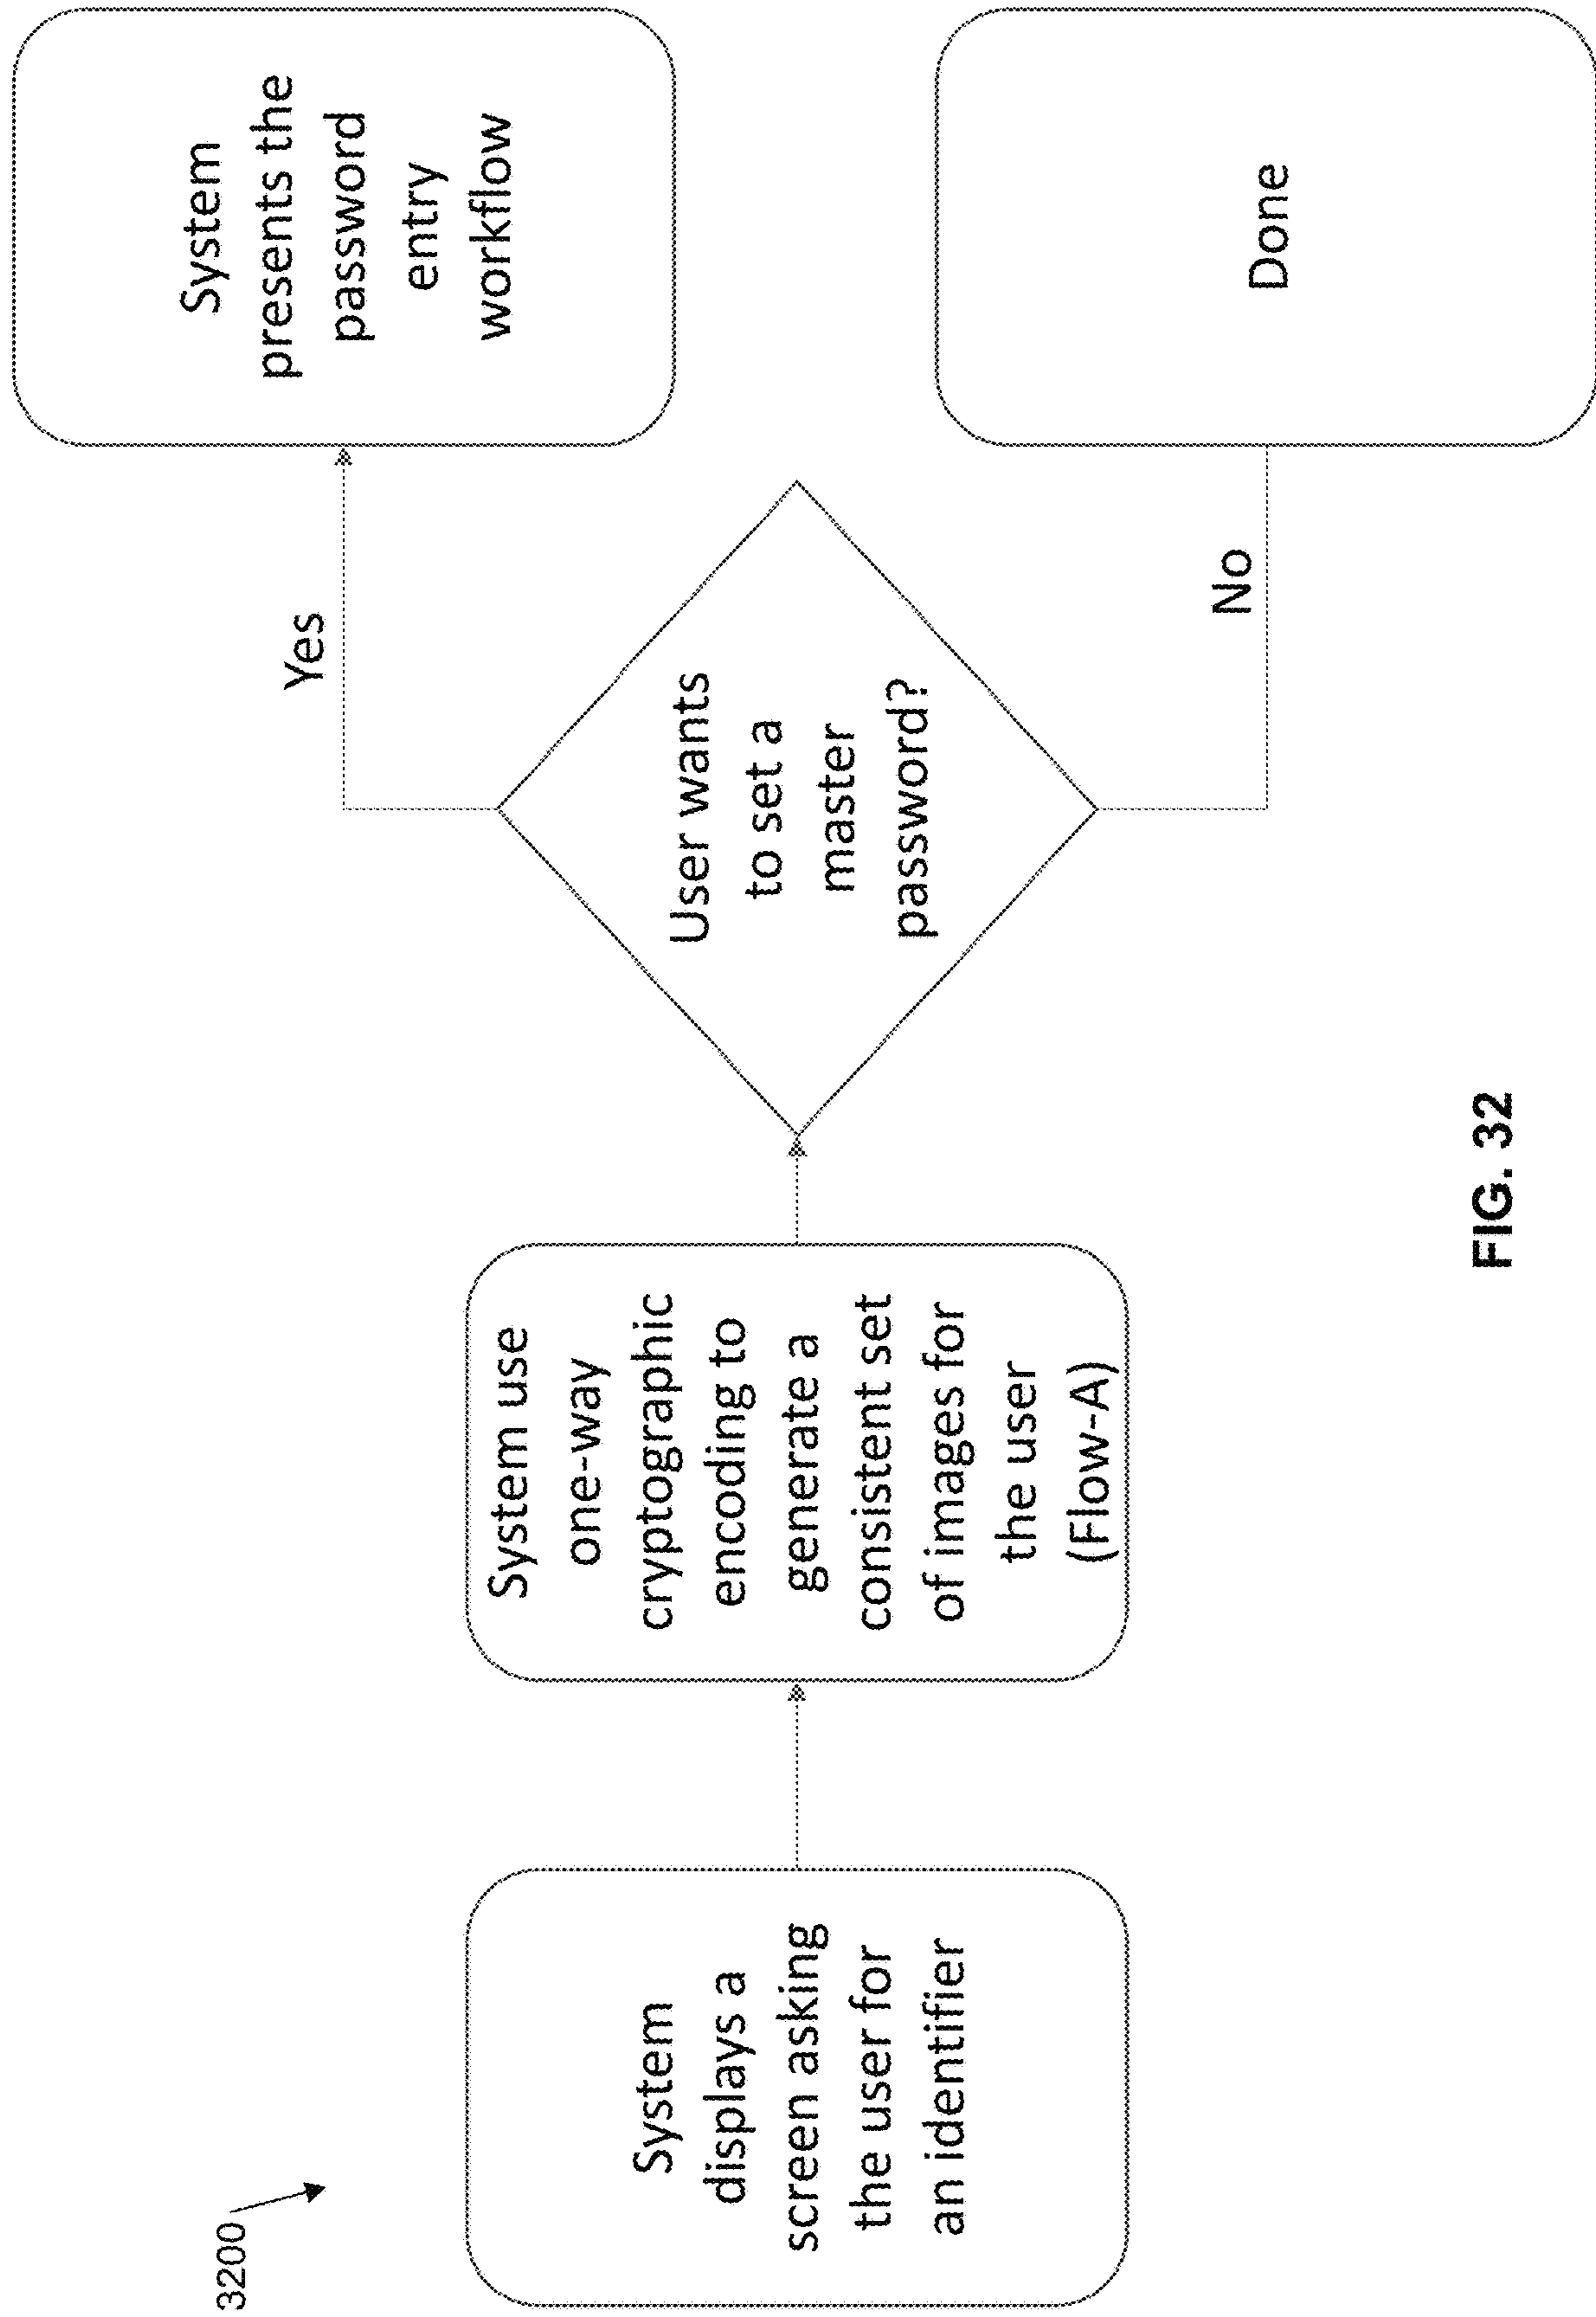 3200
System
displays a
screen asking
the user for
an identifier
System use
one-way
cryptographic
encoding to
generate a
consistent set
of images for
the user
(Flow-A)
User wants
to set a
master
password?
Yes
System
presents the
password
entry
workflow
No
Done
FIG. 32